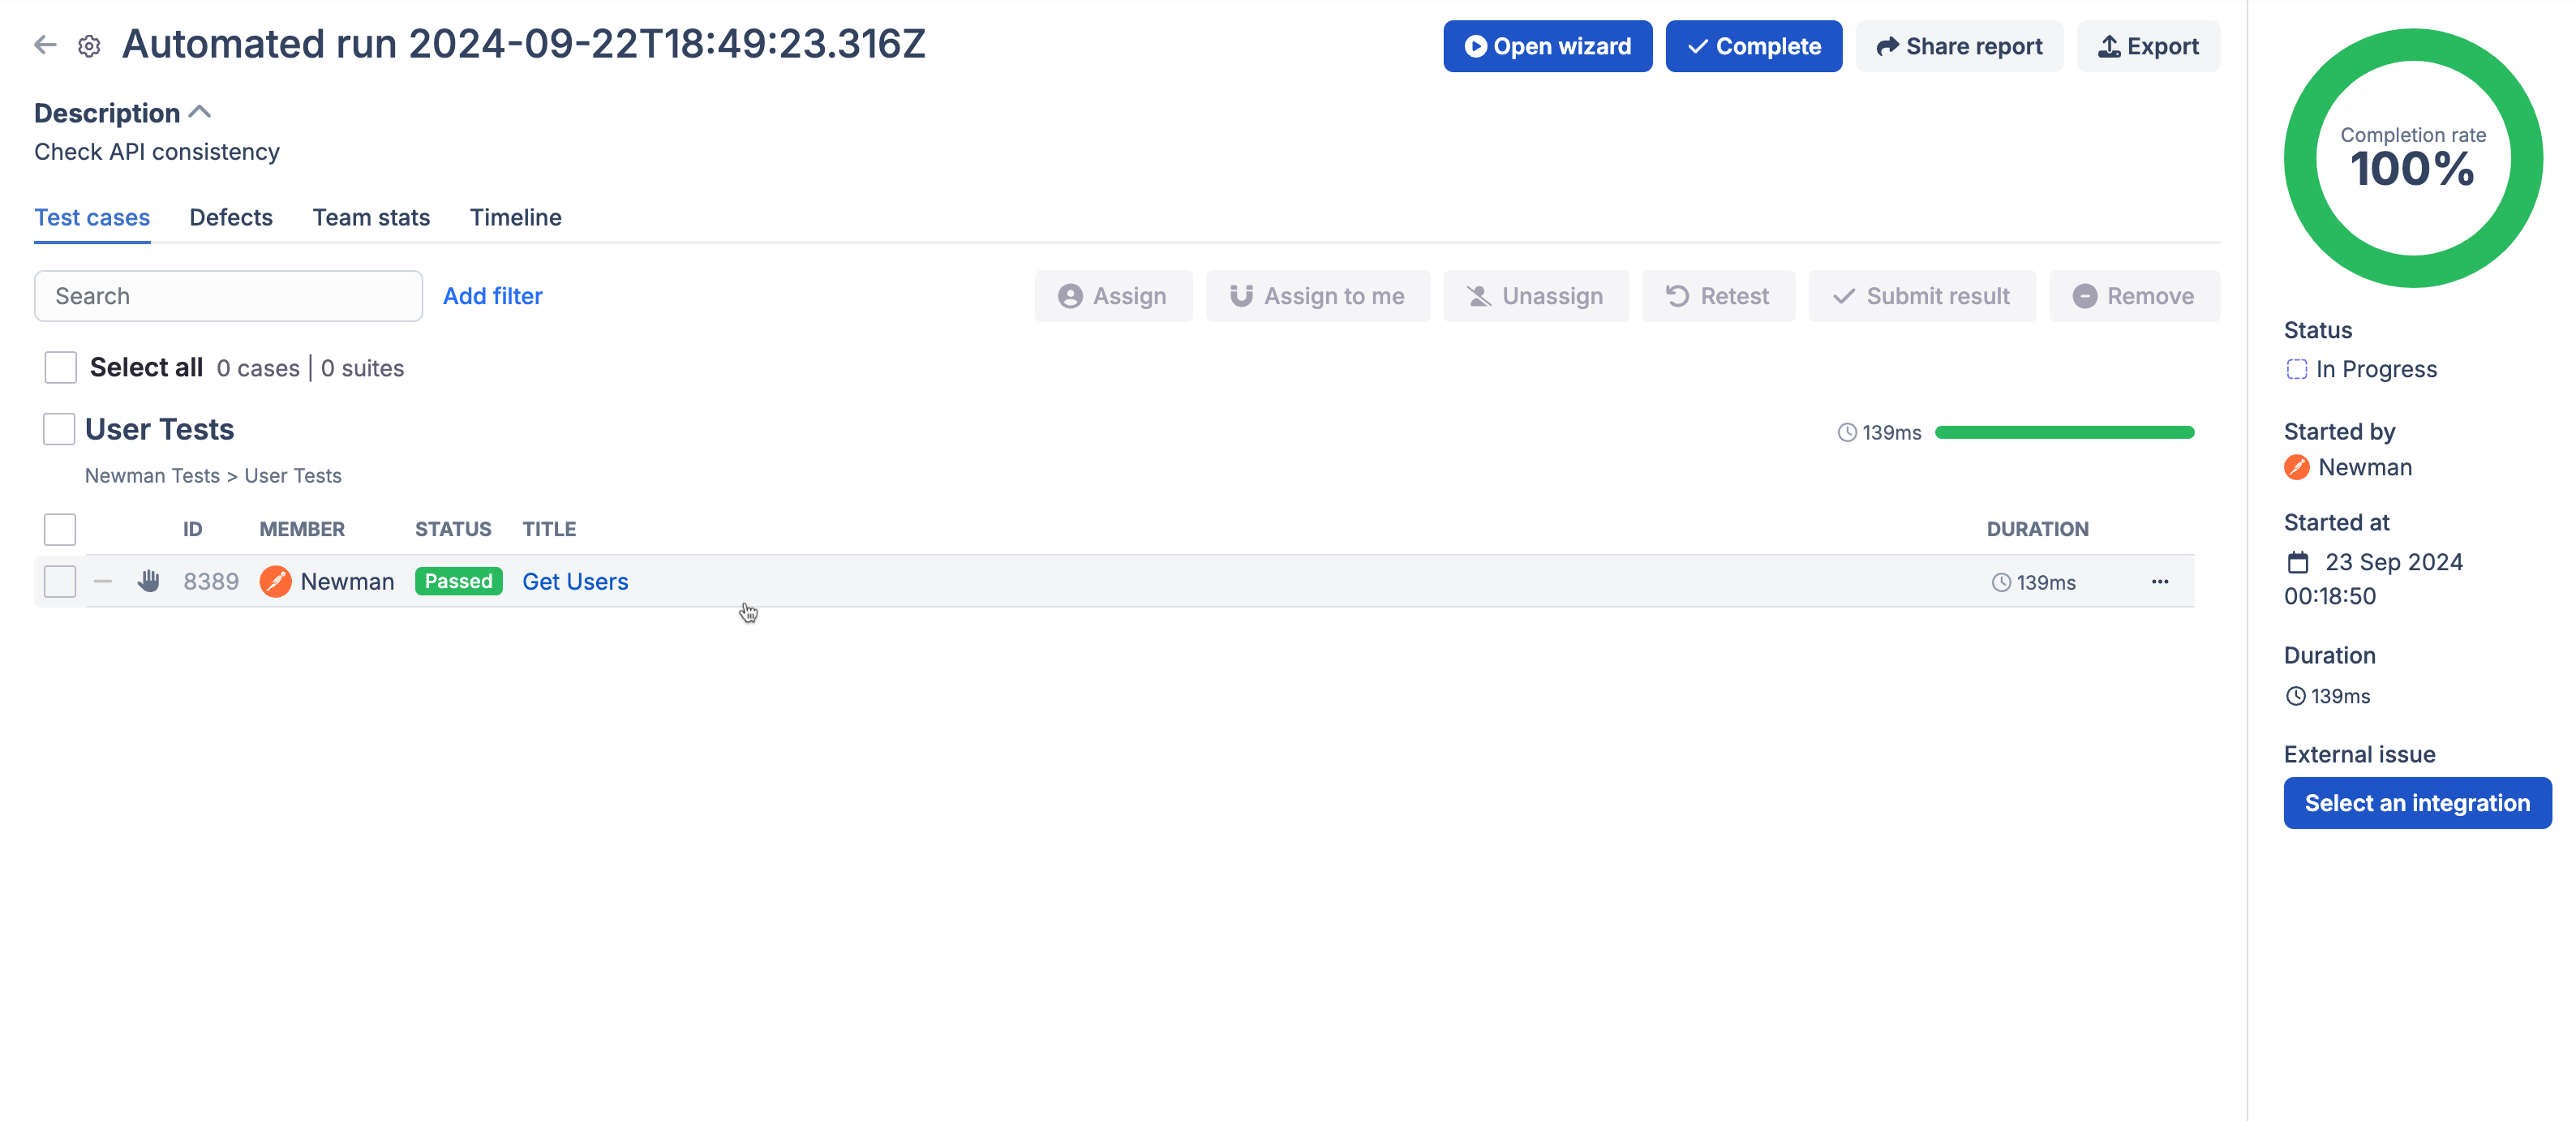 Automated run 2024-09-22T18:49:23.316Z
Open wizard
Complete
Share report
Export
Description
Check API consistency
Test cases
Defects
Team stats
Timeline
Search
Add filter
Assign
Assign to me
Unassign
Retest
Submit result
Remove
Select all 0 cases | 0 suites
User Tests
139ms
Newman Tests > User Tests
ID MEMBER STATUS TITLE DURATION
8389 Newman Passed Get Users 139ms
Completion rate
100%
Status
In Progress
Started by
Newman
Started at
23 Sep 2024
00:18:50
Duration
139ms
External issue
Select an integration